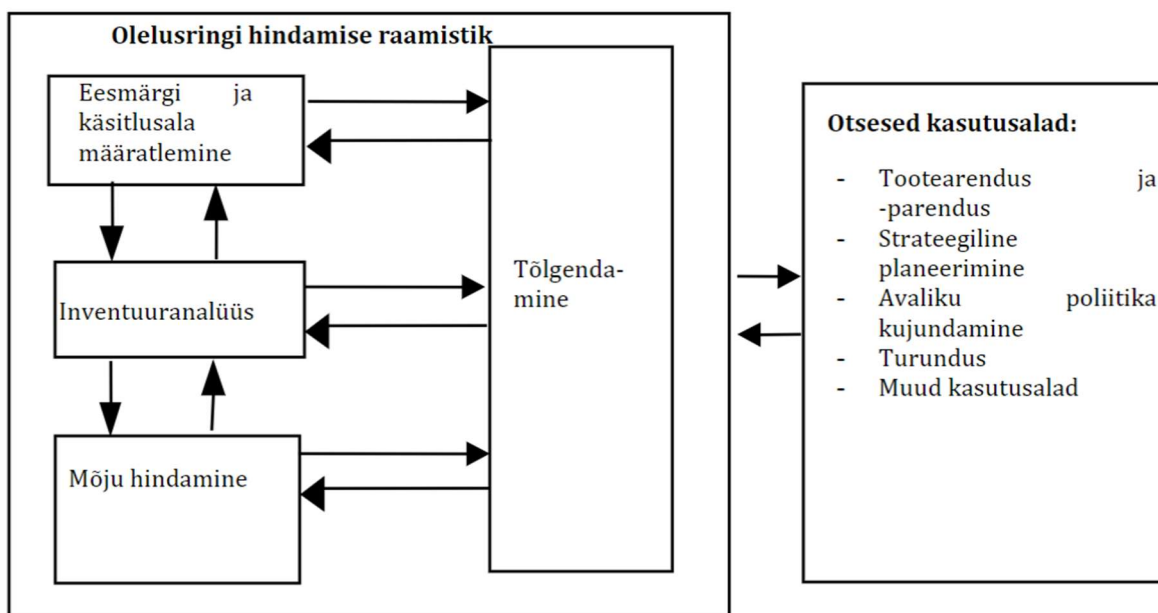 Olelusringi hindamise raamistik
Eesmärgi ja
käsitlusala
määratlemine
Inventuuranalüüs
Mõju hindamine
Tõlgenda-
mine
Otsesed kasutusalad:
- Tootearendus ja
-parendus
- Strateegiline
planeerimine
- Avaliku poliitika
kujundamine
- Turundus
- Muud kasutusalad